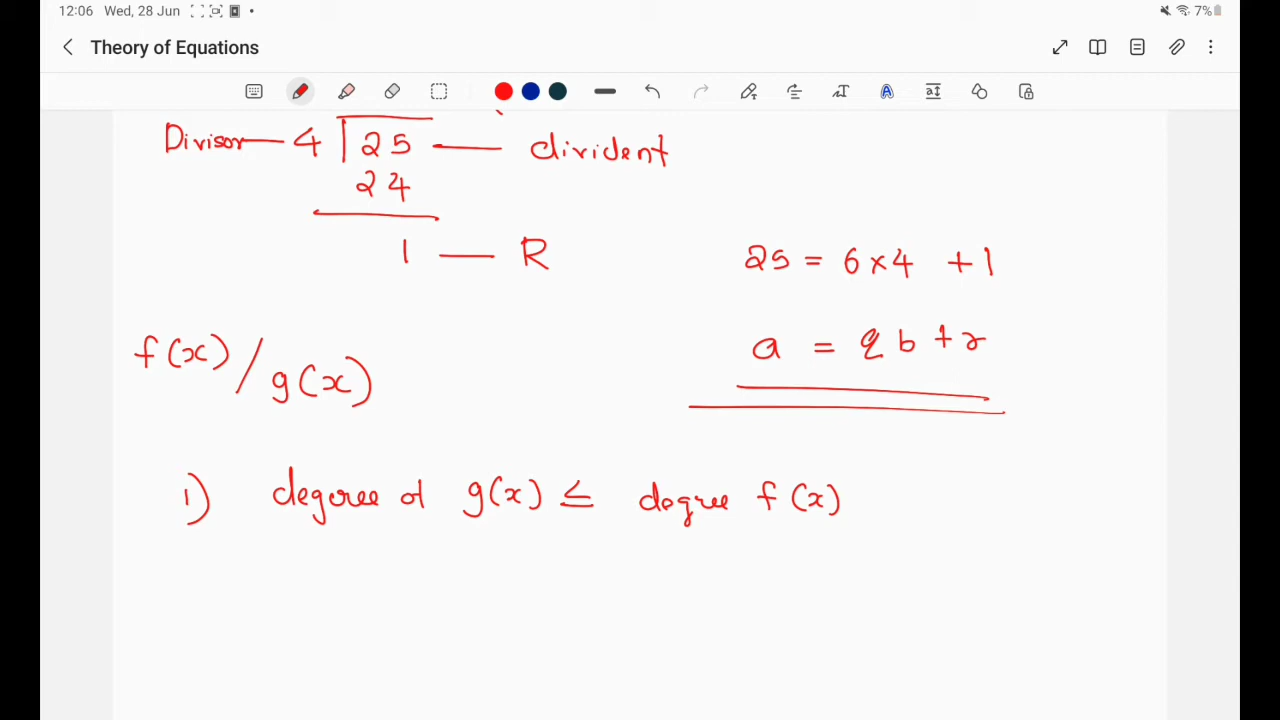 12:06 Wed, 28 Jun 7%
Theory of Equations
Divisor 4 25 divident
24
1 R
25 = 6 x 4 + 1
f(x) / g(x)
a = q b + r
1) degree of g(x) ≤ degree f(x)